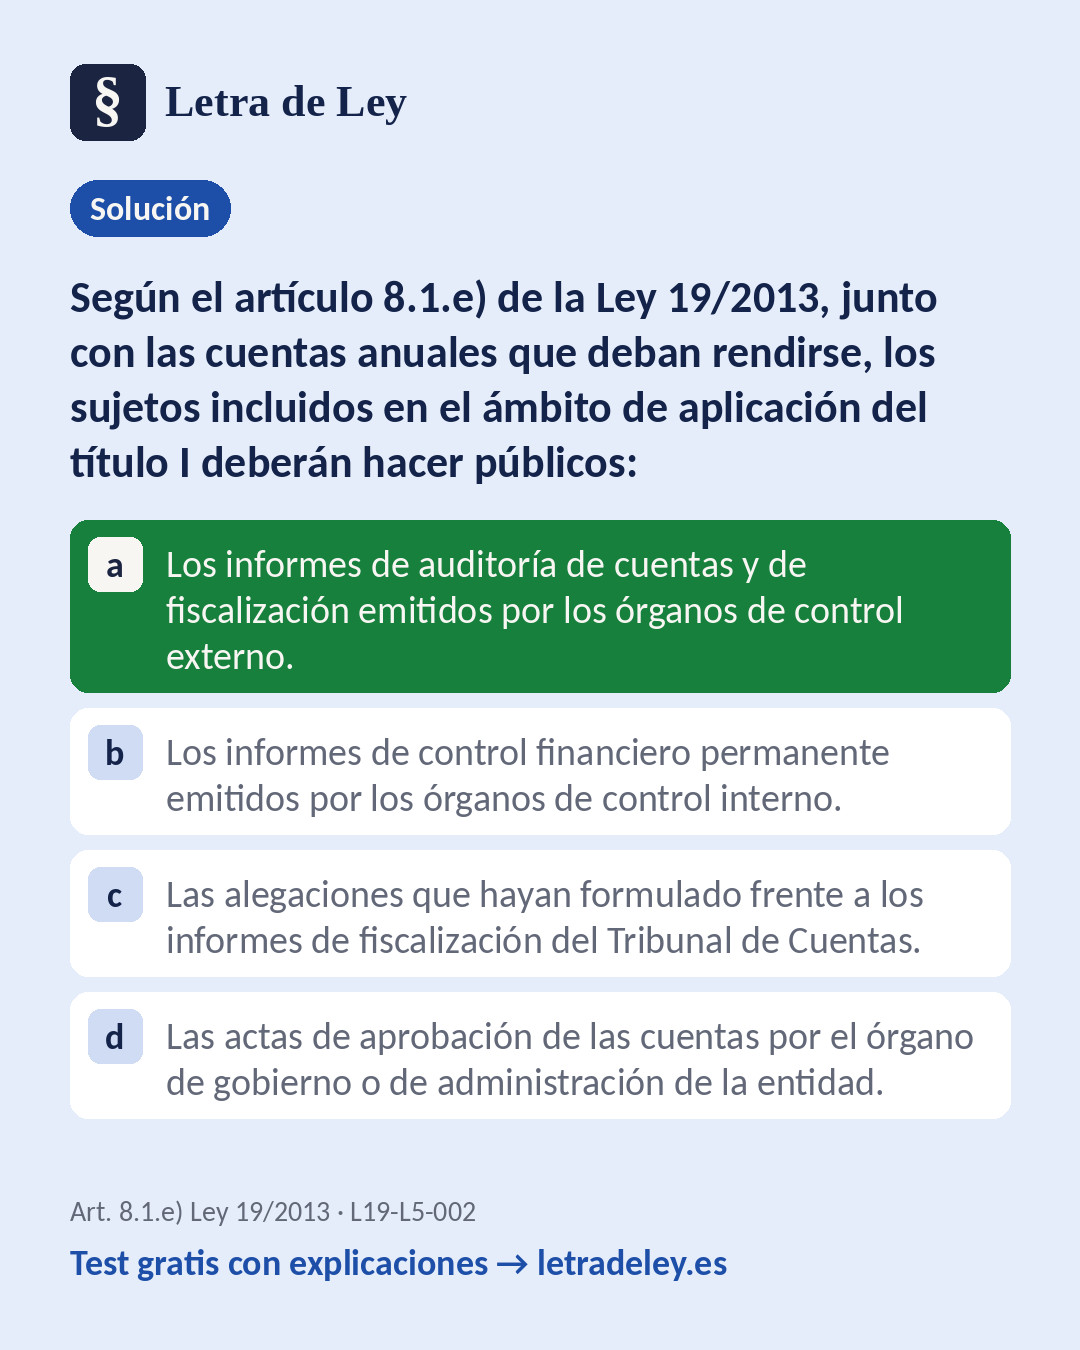 § Letra de Ley
Solución
Según el artículo 8.1.e) de la Ley 19/2013, junto
con las cuentas anuales que deban rendirse, los
sujetos incluidos en el ámbito de aplicación del
título I deberán hacer públicos:
a Los informes de auditoría de cuentas y de
fiscalización emitidos por los órganos de control
externo.
b Los informes de control financiero permanente
emitidos por los órganos de control interno.
c Las alegaciones que hayan formulado frente a los
informes de fiscalización del Tribunal de Cuentas.
d Las actas de aprobación de las cuentas por el órgano
de gobierno o de administración de la entidad.
Art. 8.1.e) Ley 19/2013 · L19-L5-002
Test gratis con explicaciones → letradeley.es